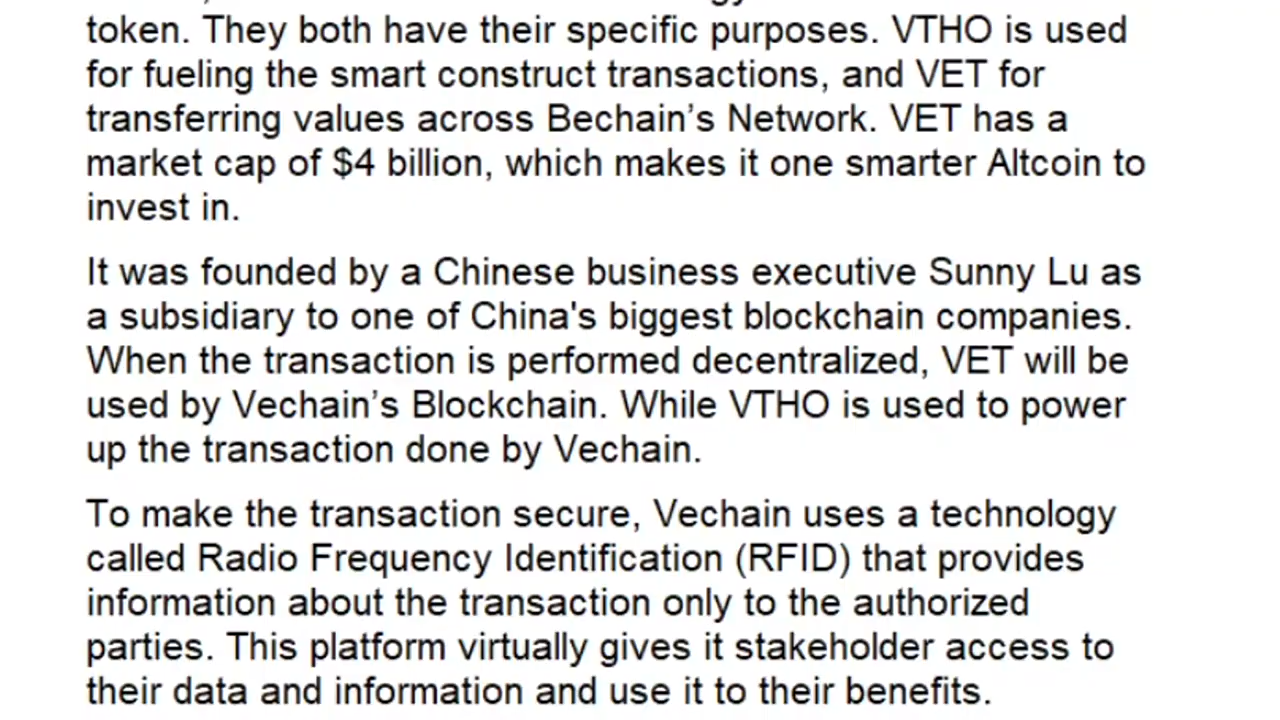 token. They both have their specific purposes. VTHO is used
for fueling the smart construct transactions, and VET for
transferring values across Bechain’s Network. VET has a
market cap of $4 billion, which makes it one smarter Altcoin to
invest in.
It was founded by a Chinese business executive Sunny Lu as
a subsidiary to one of China's biggest blockchain companies.
When the transaction is performed decentralized, VET will be
used by Vechain’s Blockchain. While VTHO is used to power
up the transaction done by Vechain.
To make the transaction secure, Vechain uses a technology
called Radio Frequency Identification (RFID) that provides
information about the transaction only to the authorized
parties. This platform virtually gives it stakeholder access to
their data and information and use it to their benefits.